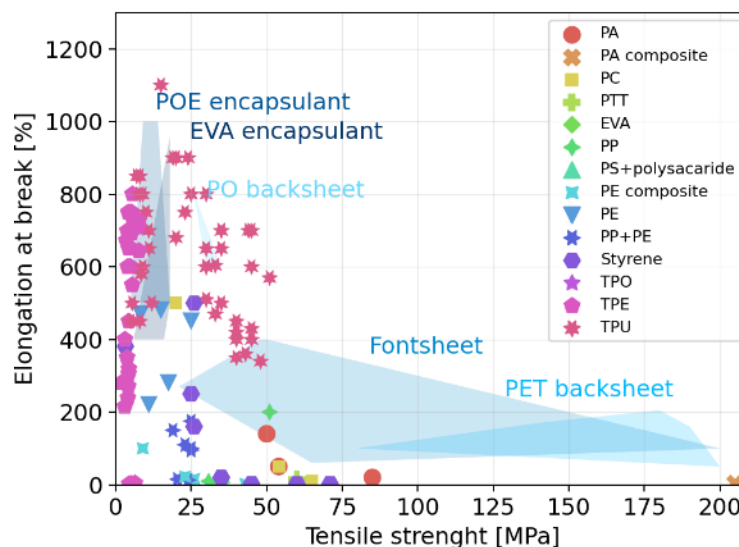 1200
1000
800
600
400
200
0
0
25
50
75
100
125
150
175
200
Elongation at break [%]
Tensile strenght [MPa]
POE encapsulant
EVA encapsulant
PO backsheet
Fontsheet
PET backsheet
PA
PA composite
PC
PTT
EVA
PP
PS+polysacaride
PE composite
PE
PP+PE
Styrene
TPO
TPE
TPU